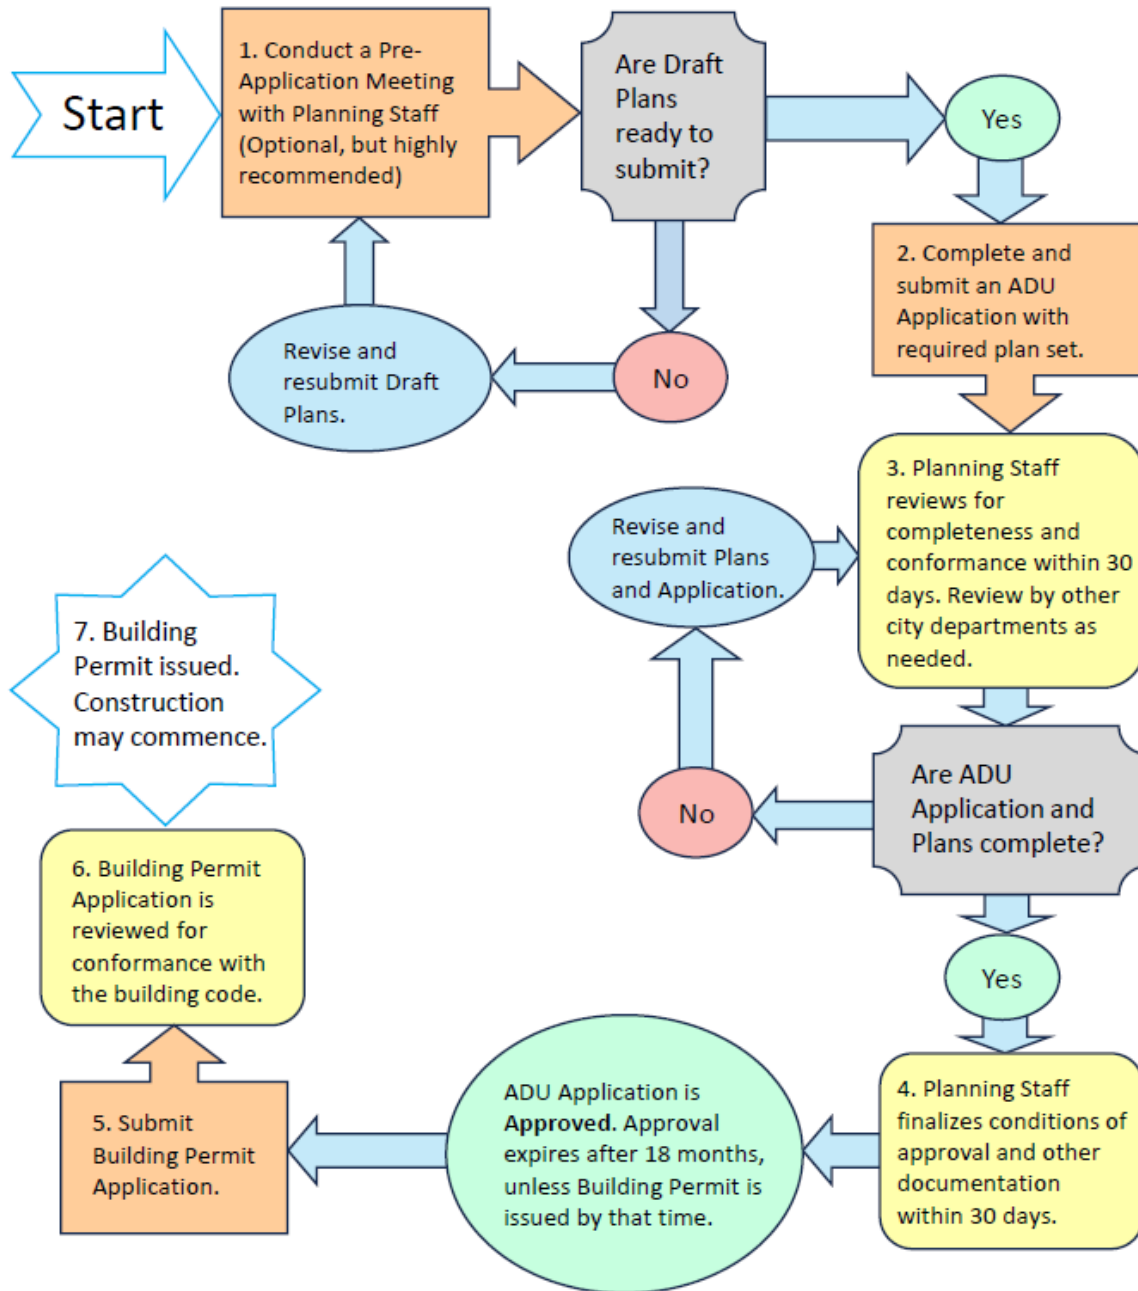 Start
1. Conduct a Pre-
Application Meeting
with Planning Staff
(Optional, but highly
recommended)
Are Draft
Plans
ready to
submit?
Yes
No
Revise and
resubmit Draft
Plans.
2. Complete and
submit an ADU
Application with
required plan set.
3. Planning Staff
reviews for
completeness and
conformance within 30
days. Review by other
city departments as
needed.
Revise and
resubmit Plans
and Application.
Are ADU
Application and
Plans complete?
No
Yes
4. Planning Staff
finalizes conditions of
approval and other
documentation
within 30 days.
ADU Application is
Approved. Approval
expires after 18 months,
unless Building Permit is
issued by that time.
5. Submit
Building Permit
Application.
6. Building Permit
Application is
reviewed for
conformance with
the building code.
7. Building
Permit issued.
Construction
may commence.